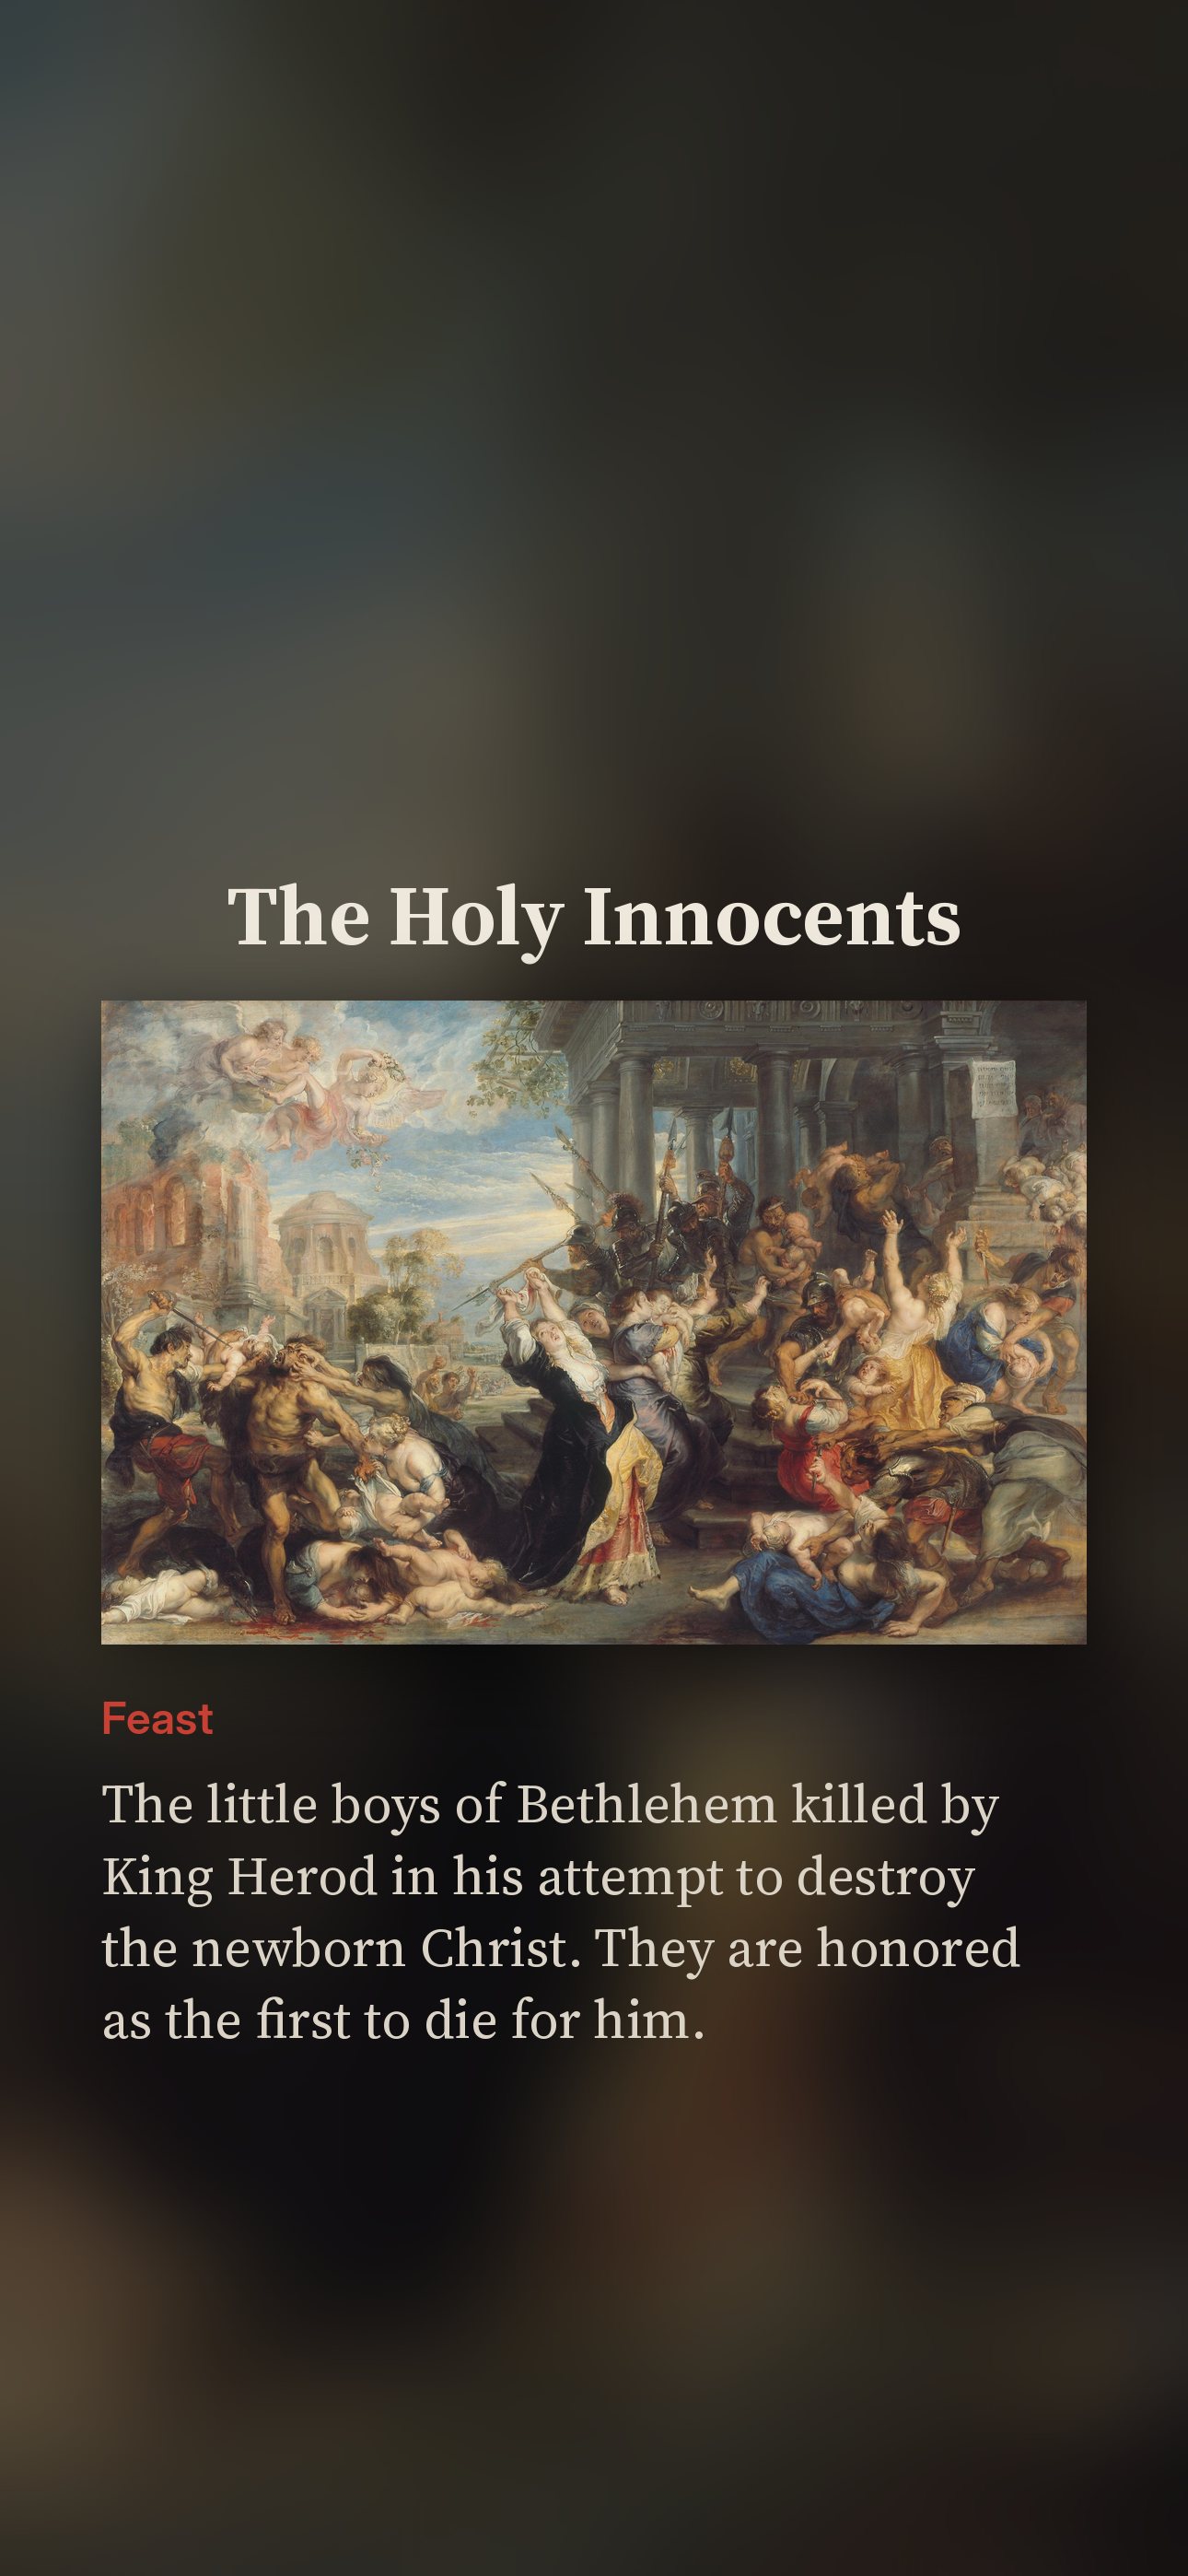 The Holy Innocents
Feast
The little boys of Bethlehem killed by
King Herod in his attempt to destroy
the newborn Christ. They are honored
as the first to die for him.